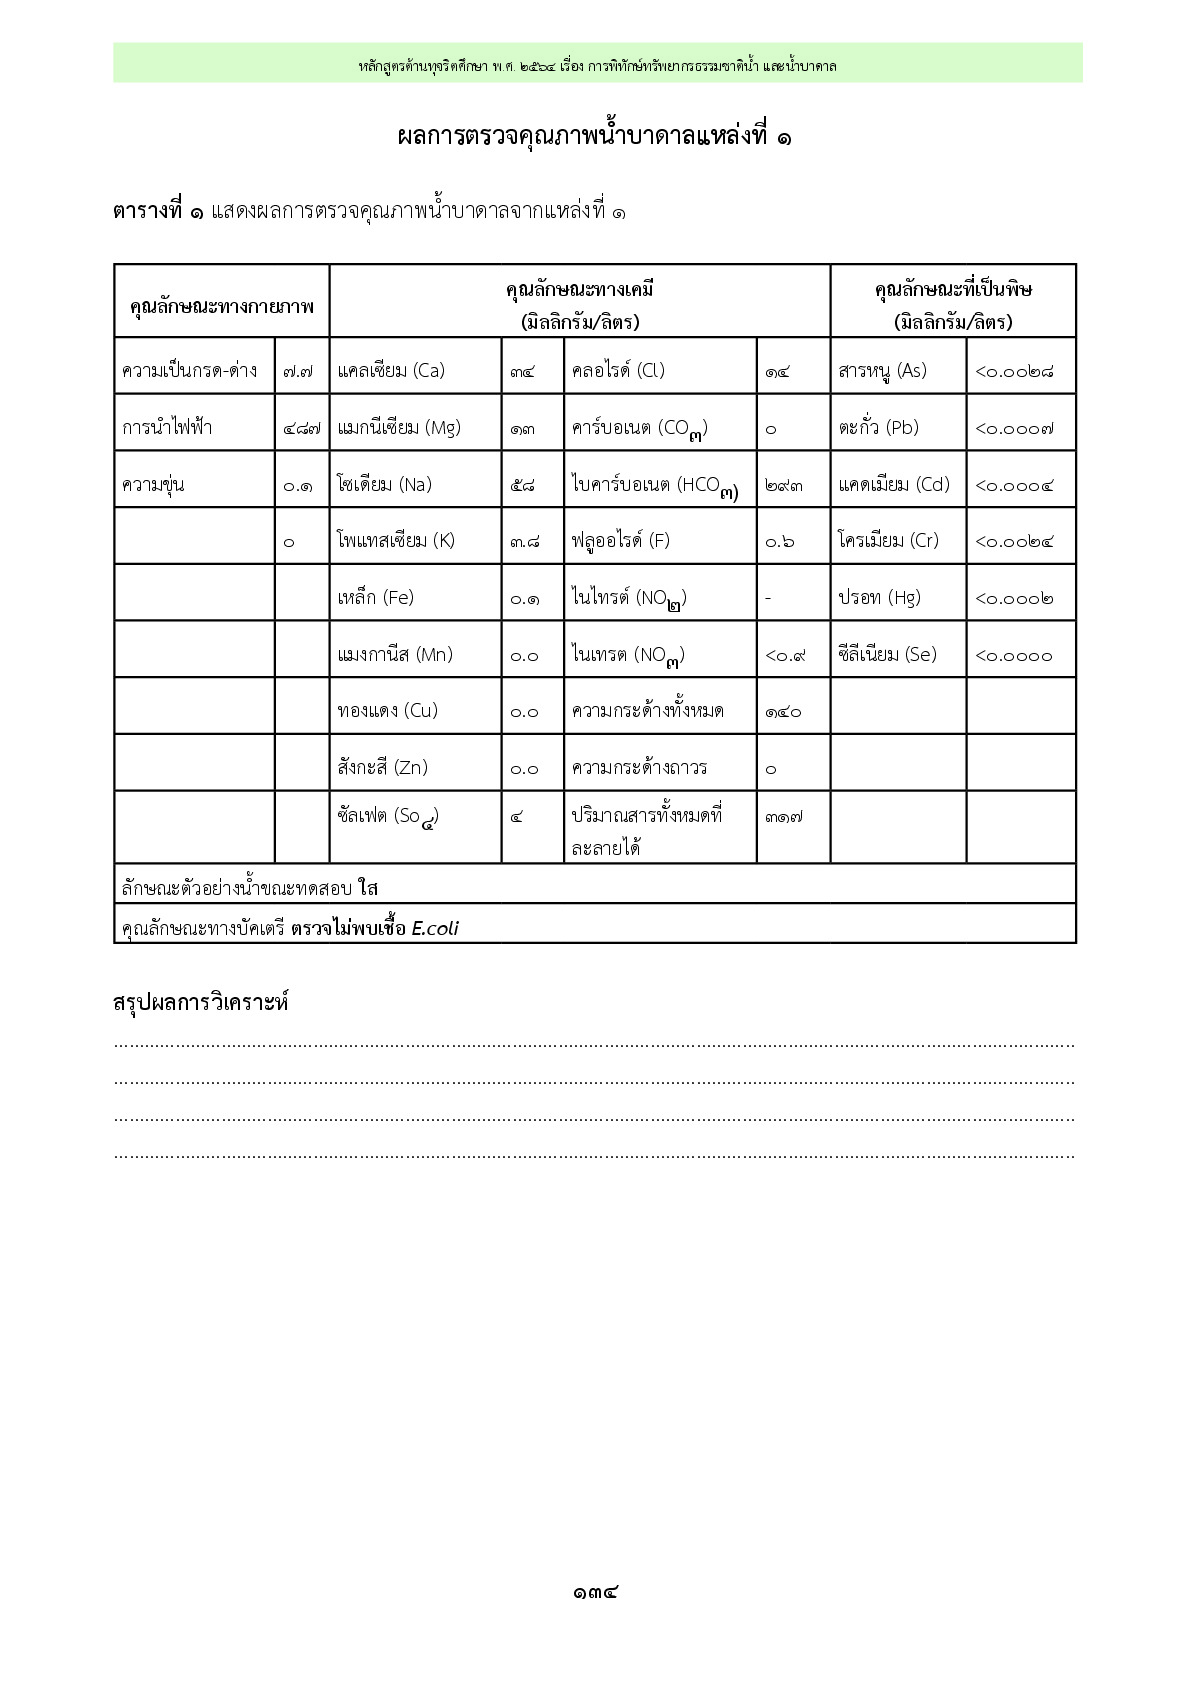 หลักสูตรต้านทุจริตศึกษา พ.ศ. ๒๕๖๔ เรื่อง การพิทักษ์ทรัพยากรธรรมชาติน้ำ และน้ำบาดาล
ผลการตรวจคุณภาพน้ำบาดาลแหล่งที่ ๑
ตารางที่ ๑ แสดงผลการตรวจคุณภาพน้ำบาดาลจากแหล่งที่ ๑
คุณลักษณะทางกายภาพ คุณลักษณะทางเคมี (มิลลิกรัม/ลิตร) คุณลักษณะที่เป็นพิษ (มิลลิกรัม/ลิตร)
ความเป็นกรด-ด่าง ๗.๗ แคลเซียม (Ca) ๓๔ คลอไรด์ (Cl) ๑๔ สารหนู (As) <๐.๐๐๒๘
การนำไฟฟ้า ๔๘๗ แมกนีเซียม (Mg) ๑๓ คาร์บอเนต (CO๓) ๐ ตะกั่ว (Pb) <๐.๐๐๐๗
ความขุ่น ๐.๑ โซเดียม (Na) ๕๘ ไบคาร์บอเนต (HCO๓) ๒๙๓ แคดเมียม (Cd) <๐.๐๐๐๔
๐ โพแทสเซียม (K) ๓.๘ ฟลูออไรด์ (F) ๐.๖ โครเมียม (Cr) <๐.๐๐๒๔
เหล็ก (Fe) ๐.๑ ไนไทรต์ (NO๒) - ปรอท (Hg) <๐.๐๐๐๒
แมงกานีส (Mn) ๐.๐ ไนเทรต (NO๓) <๐.๙ ซีลีเนียม (Se) <๐.๐๐๐๐
ทองแดง (Cu) ๐.๐ ความกระด้างทั้งหมด ๑๔๐
สังกะสี (Zn) ๐.๐ ความกระด้างถาวร ๐
ซัลเฟต (So๔) ๔ ปริมาณสารทั้งหมดที่ ๓๑๗
ละลายได้
ลักษณะตัวอย่างน้ำขณะทดสอบ ใส
คุณลักษณะทางบัคเตรี ตรวจไม่พบเชื้อ E.coli
สรุปผลการวิเคราะห์
๑๓๔